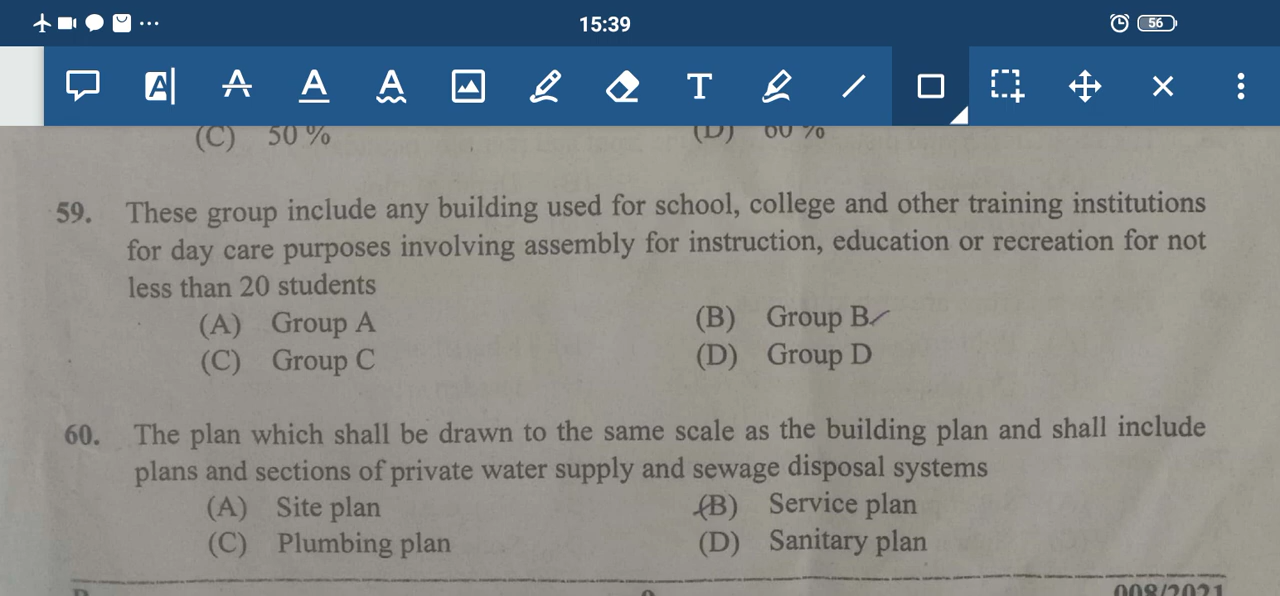 15:39
56
(C) 50 %
(D) 60 %
59. These group include any building used for school, college and other training institutions
for day care purposes involving assembly for instruction, education or recreation for not
less than 20 students
(A) Group A
(B) Group B
(C) Group C
(D) Group D
60. The plan which shall be drawn to the same scale as the building plan and shall include
plans and sections of private water supply and sewage disposal systems
(A) Site plan
(B) Service plan
(C) Plumbing plan
(D) Sanitary plan
008/2021